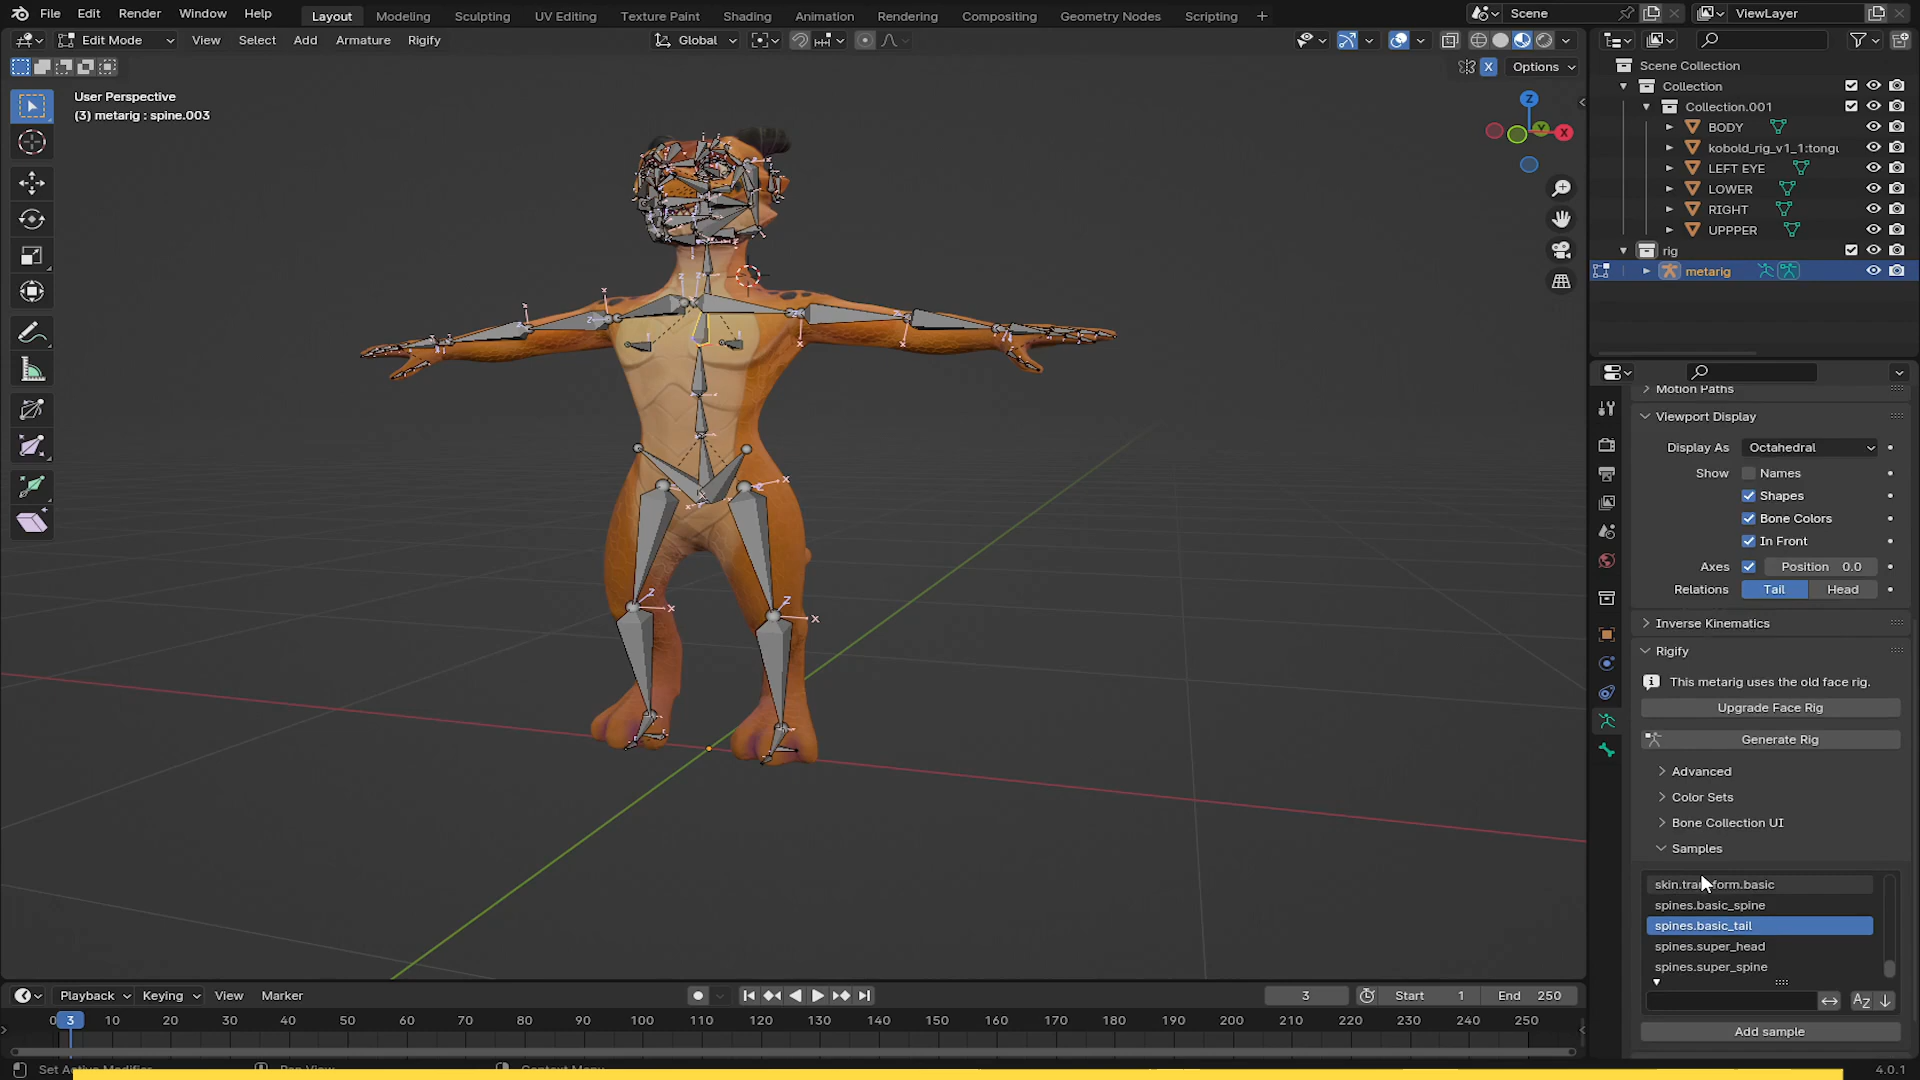 File Edit Render Window Help Layout Modeling Sculpting UV Editing Texture Paint Shading Animation Rendering Compositing Geometry Nodes Scripting + Scene ViewLayer
Edit Mode View Select Add Armature Rigify Global
X Options
User Perspective
(3) metarig : spine.003
Z
X
Y
Scene Collection
Collection
Collection.001
BODY
kobold_rig_v1_1:tongu
LEFT EYE
LOWER
RIGHT
UPPPER
rig
metarig
Motion Paths
Viewport Display
Display As Octahedral
Show Names
Shapes
Bone Colors
In Front
Axes Position 0.0
Relations Tail Head
Inverse Kinematics
Rigify
This metarig uses the old face rig.
Upgrade Face Rig
Generate Rig
Advanced
Color Sets
Bone Collection UI
Samples
skin.transform.basic
spines.basic_spine
spines.basic_tail
spines.super_head
spines.super_spine
Add sample
Playback Keying View Marker 3 Start 1 End 250
0 3 10 20 30 40 50 60 70 80 90 100 110 120 130 140 150 160 170 180 190 200 210 220 230 240 250
4.0.1